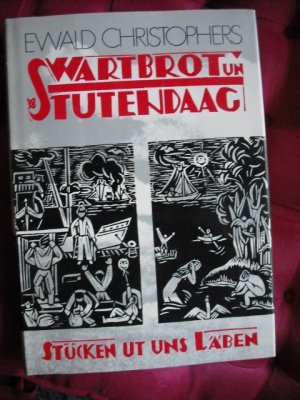 EWALD CHRISTOPHERS
SWARTBROT UN
STUTENDAAG
STÜCKEN UT UNS LÄBEN